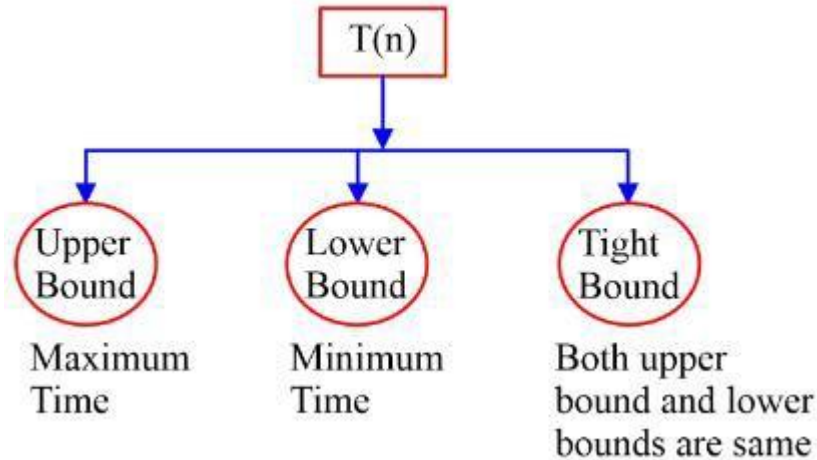 T(n)
Upper
Bound
Lower
Bound
Tight
Bound
Maximum
Time
Minimum
Time
Both upper
bound and lower
bounds are same